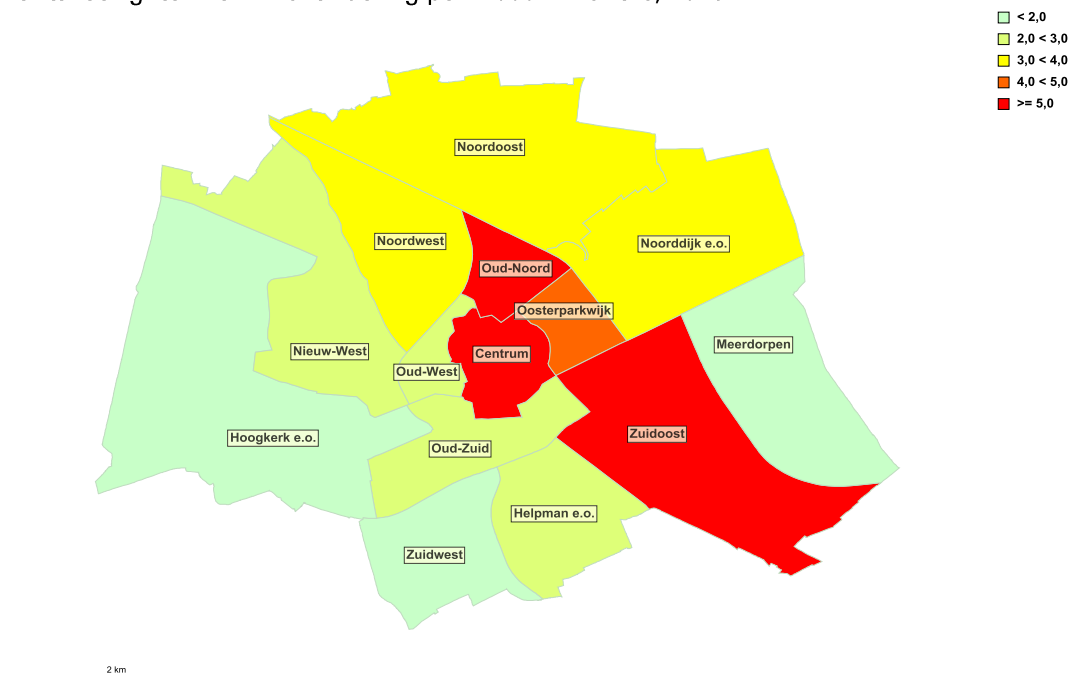 < 2,0
2,0 < 3,0
3,0 < 4,0
4,0 < 5,0
>= 5,0
Noordoost
Noordwest
Noorddijk e.o.
Oud-Noord
Oosterparkwijk
Meerdorpen
Nieuw-West
Centrum
Oud-West
Hoogkerk e.o.
Zuidoost
Oud-Zuid
Helpman e.o.
Zuidwest
2 km